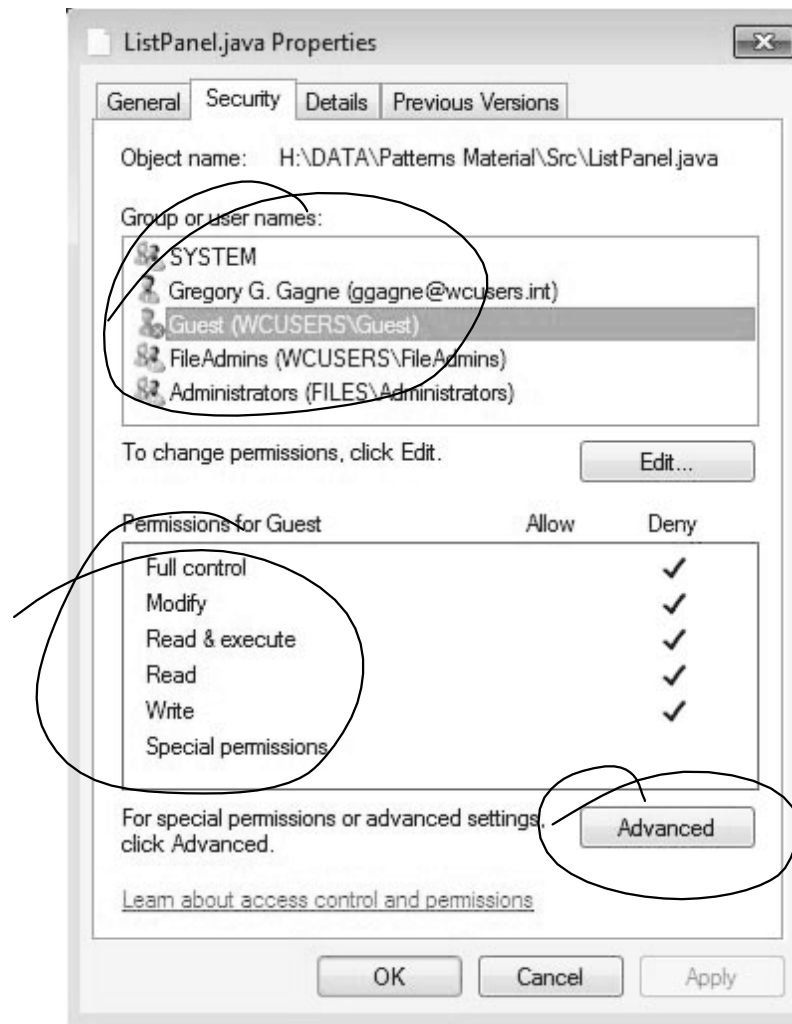 ListPanel.java Properties
General Security Details Previous Versions
Object name: H:\DATA\Patterns Material\Src\ListPanel.java
Group or user names:
SYSTEM
Gregory G. Gagne (ggagne@wcusers.int)
Guest (WCUSERS\Guest)
FileAdmins (WCUSERS\FileAdmins)
Administrators (FILES\Administrators)
To change permissions, click Edit.
Edit...
Permissions for Guest Allow Deny
Full control ✓
Modify ✓
Read & execute ✓
Read ✓
Write ✓
Special permissions
For special permissions or advanced settings,
click Advanced.
Advanced
Learn about access control and permissions
OK Cancel Apply